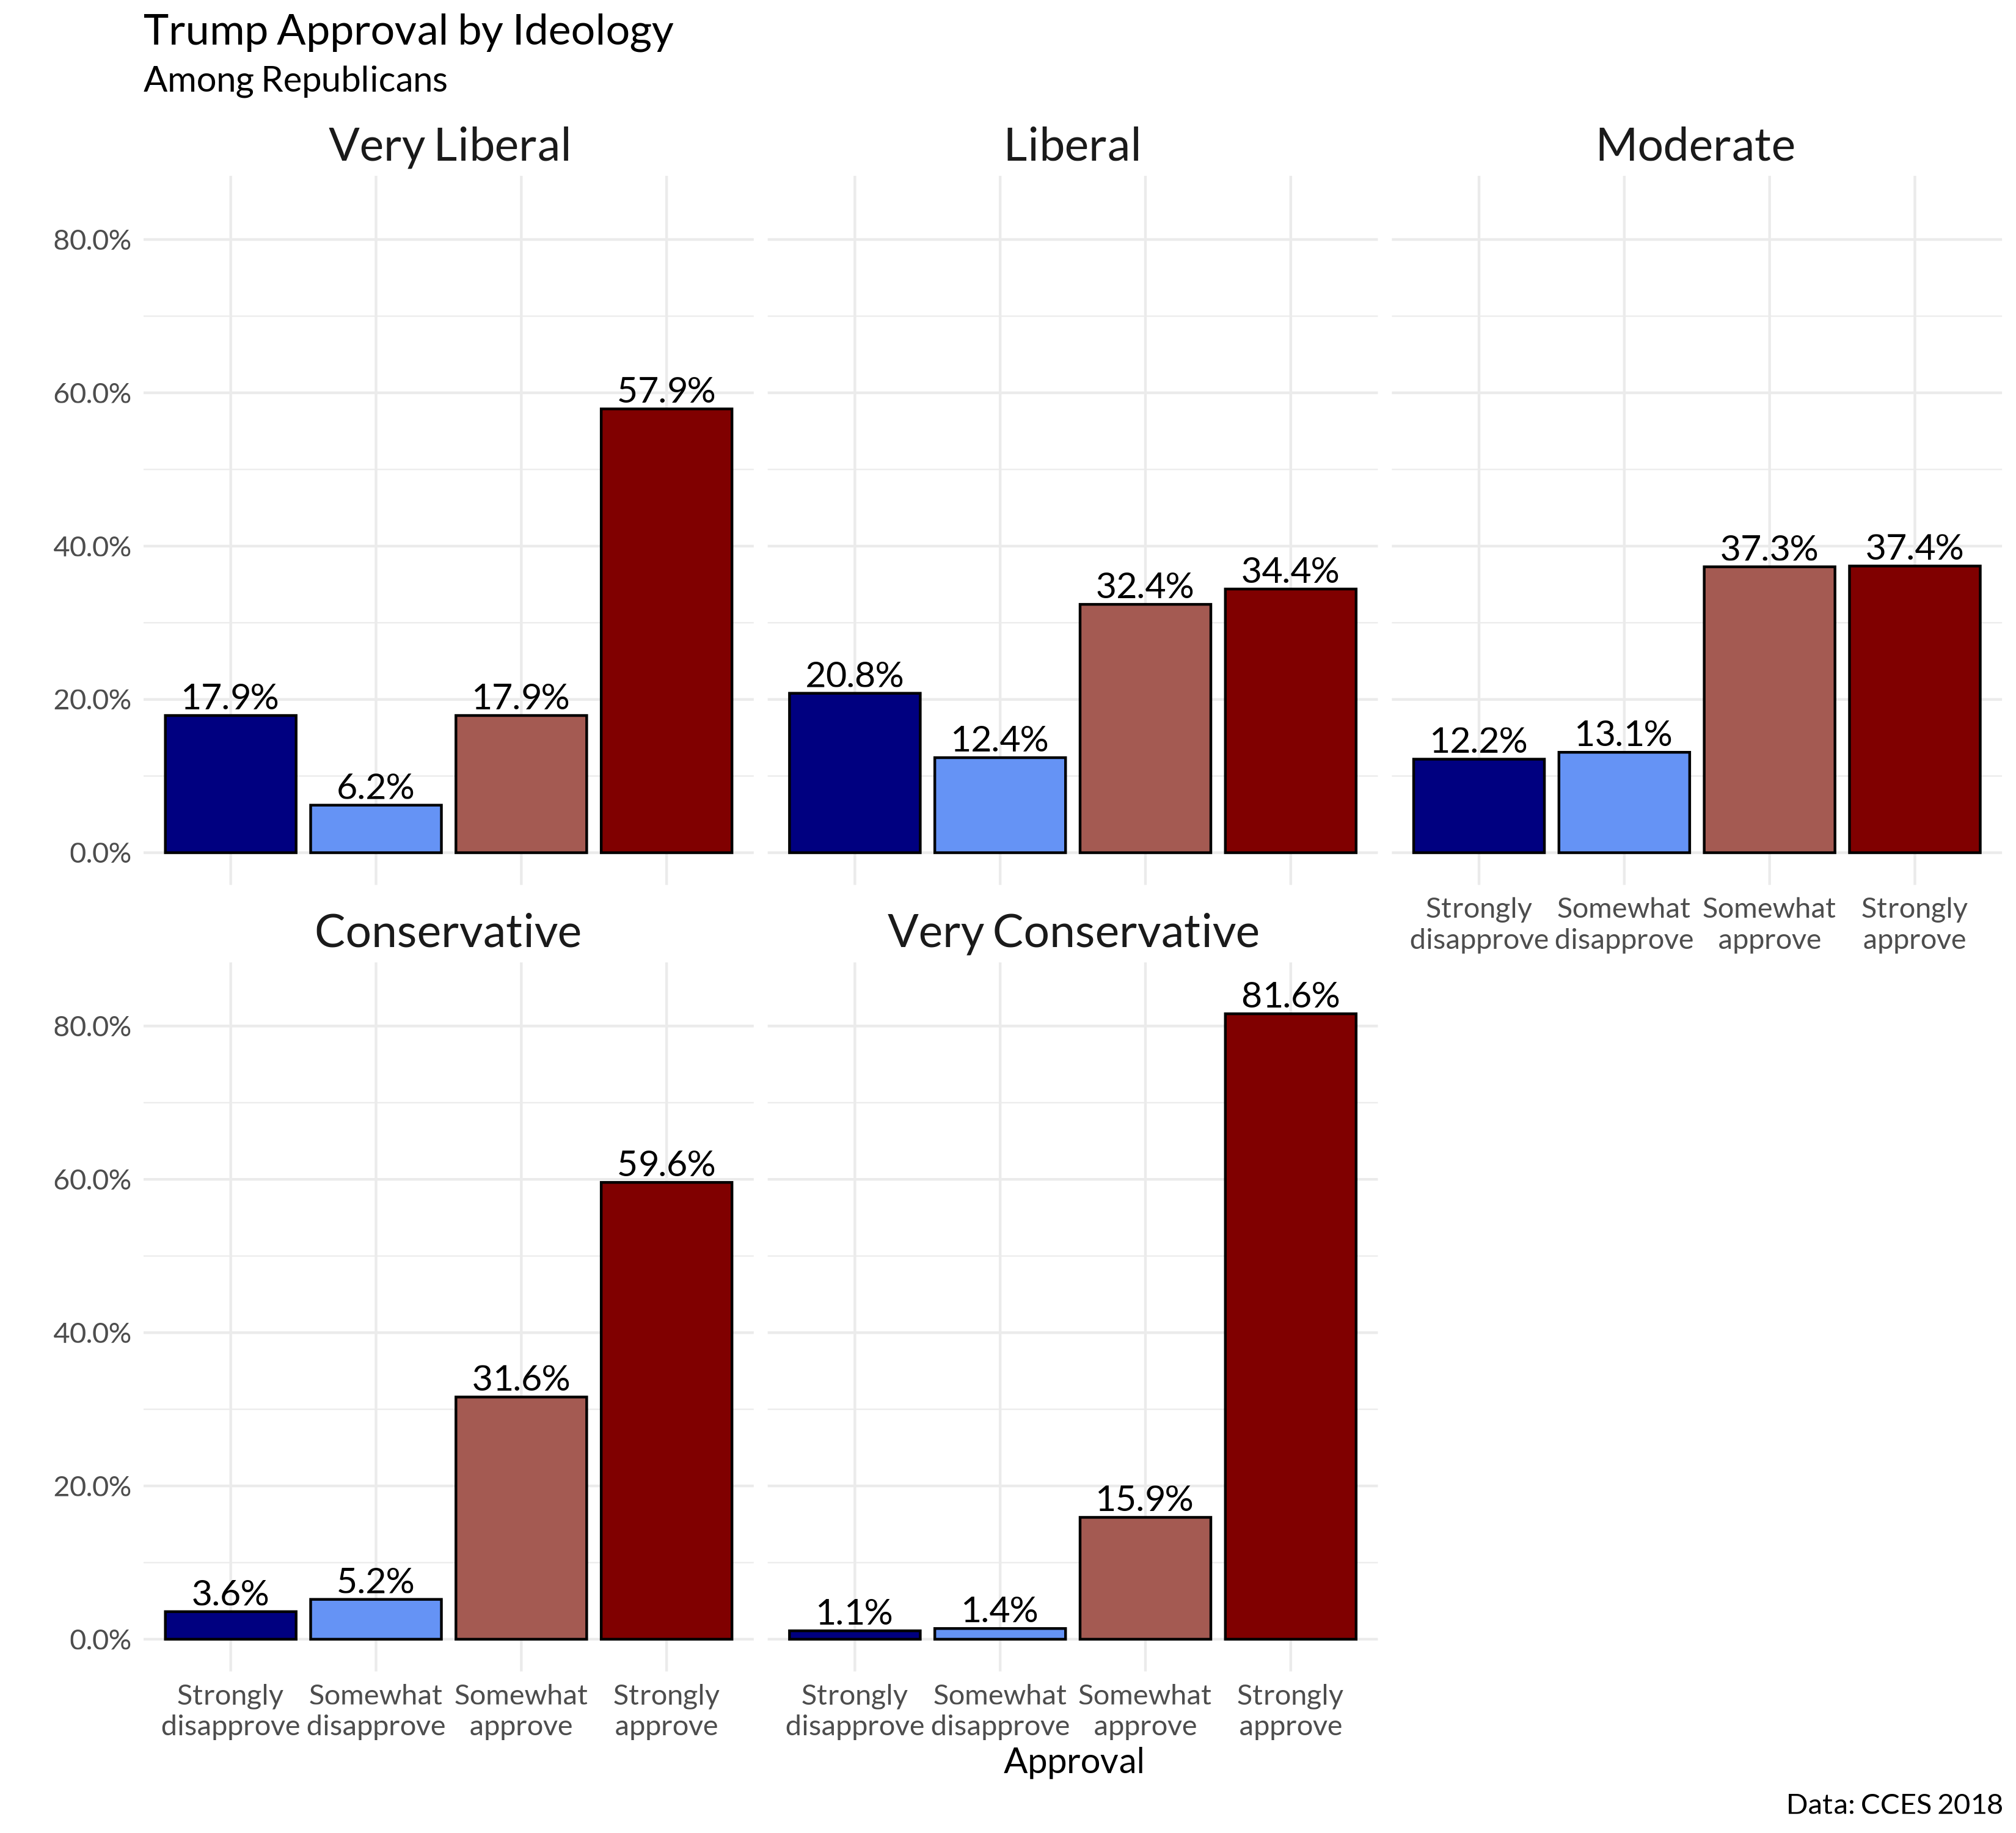 Trump Approval by Ideology
Among Republicans
Very Liberal
Liberal
Moderate
80.0%
60.0%
40.0%
20.0%
0.0%
17.9%
6.2%
17.9%
57.9%
20.8%
12.4%
32.4%
34.4%
12.2%
13.1%
37.3%
37.4%
Strongly
disapprove
Somewhat
disapprove
Somewhat
approve
Strongly
approve
Conservative
Very Conservative
80.0%
60.0%
40.0%
20.0%
0.0%
3.6%
5.2%
31.6%
59.6%
1.1%
1.4%
15.9%
81.6%
Strongly
disapprove
Somewhat
disapprove
Somewhat
approve
Strongly
approve
Strongly
disapprove
Somewhat
disapprove
Somewhat
approve
Strongly
approve
Approval
Data: CCES 2018